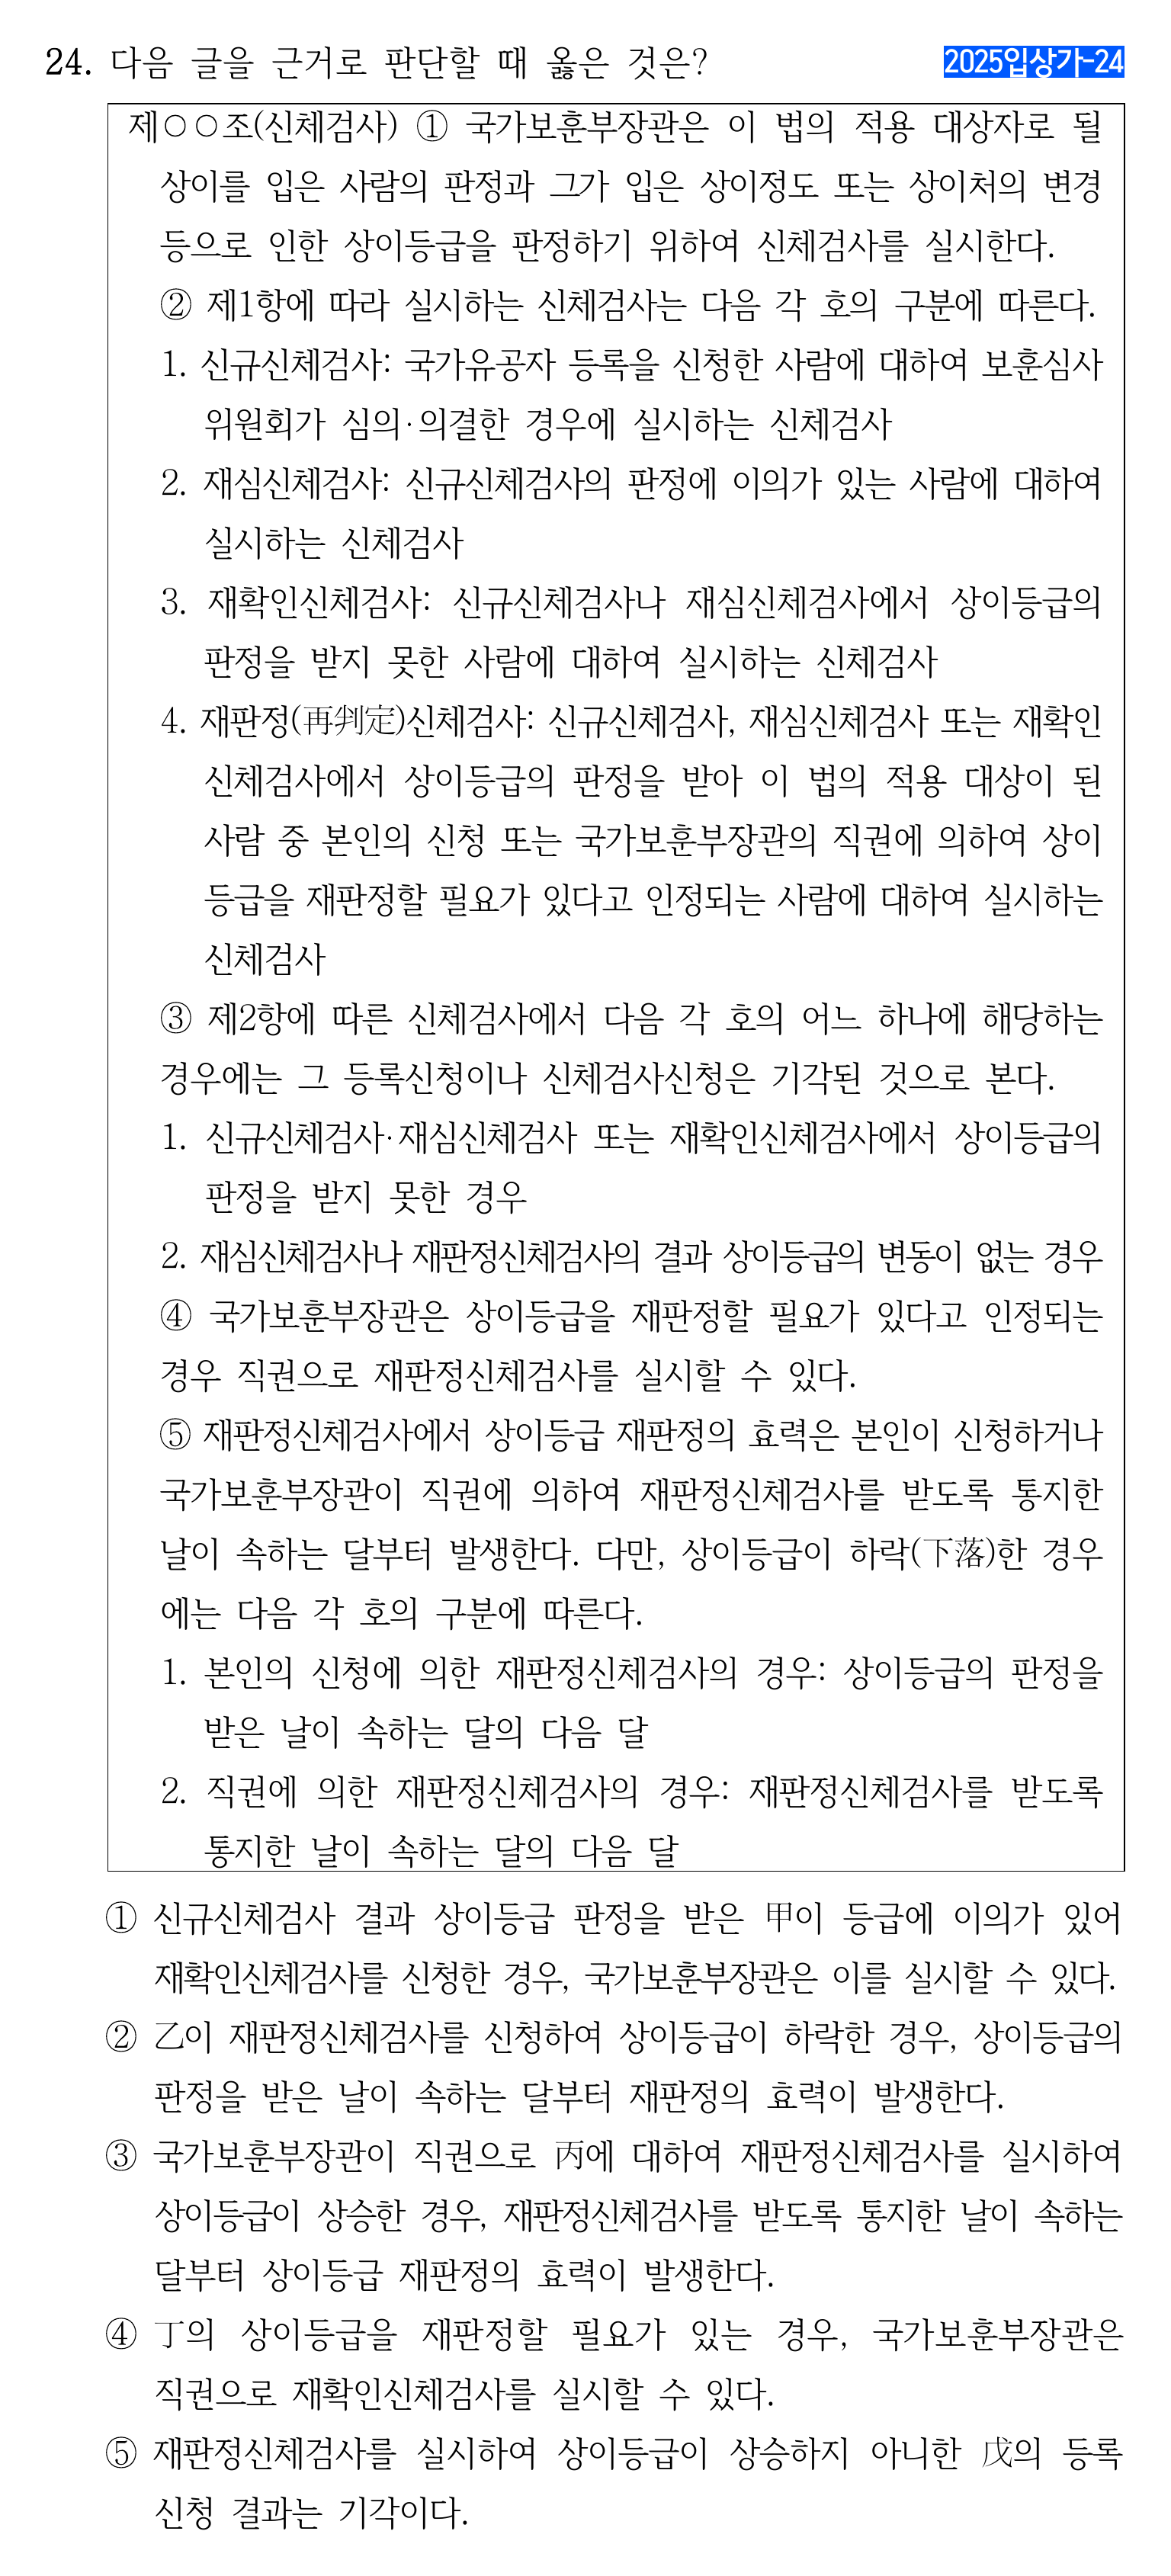 24. 다음 글을 근거로 판단할 때 옳은 것은?
2025입상가-24
제○○조(신체검사) ① 국가보훈부장관은 이 법의 적용 대상자로 될
상이를 입은 사람의 판정과 그가 입은 상이정도 또는 상이처의 변경
등으로 인한 상이등급을 판정하기 위하여 신체검사를 실시한다.
② 제1항에 따라 실시하는 신체검사는 다음 각 호의 구분에 따른다.
1. 신규신체검사: 국가유공자 등록을 신청한 사람에 대하여 보훈심사
위원회가 심의·의결한 경우에 실시하는 신체검사
2. 재심신체검사: 신규신체검사의 판정에 이의가 있는 사람에 대하여
실시하는 신체검사
3. 재확인신체검사: 신규신체검사나 재심신체검사에서 상이등급의
판정을 받지 못한 사람에 대하여 실시하는 신체검사
4. 재판정(再判定)신체검사: 신규신체검사, 재심신체검사 또는 재확인
신체검사에서 상이등급의 판정을 받아 이 법의 적용 대상이 된
사람 중 본인의 신청 또는 국가보훈부장관의 직권에 의하여 상이
등급을 재판정할 필요가 있다고 인정되는 사람에 대하여 실시하는
신체검사
③ 제2항에 따른 신체검사에서 다음 각 호의 어느 하나에 해당하는
경우에는 그 등록신청이나 신체검사신청은 기각된 것으로 본다.
1. 신규신체검사·재심신체검사 또는 재확인신체검사에서 상이등급의
판정을 받지 못한 경우
2. 재심신체검사나 재판정신체검사의 결과 상이등급의 변동이 없는 경우
④ 국가보훈부장관은 상이등급을 재판정할 필요가 있다고 인정되는
경우 직권으로 재판정신체검사를 실시할 수 있다.
⑤ 재판정신체검사에서 상이등급 재판정의 효력은 본인이 신청하거나
국가보훈부장관이 직권에 의하여 재판정신체검사를 받도록 통지한
날이 속하는 달부터 발생한다. 다만, 상이등급이 하락(下落)한 경우
에는 다음 각 호의 구분에 따른다.
1. 본인의 신청에 의한 재판정신체검사의 경우: 상이등급의 판정을
받은 날이 속하는 달의 다음 달
2. 직권에 의한 재판정신체검사의 경우: 재판정신체검사를 받도록
통지한 날이 속하는 달의 다음 달
① 신규신체검사 결과 상이등급 판정을 받은 甲이 등급에 이의가 있어
재확인신체검사를 신청한 경우, 국가보훈부장관은 이를 실시할 수 있다.
② 乙이 재판정신체검사를 신청하여 상이등급이 하락한 경우, 상이등급의
판정을 받은 날이 속하는 달부터 재판정의 효력이 발생한다.
③ 국가보훈부장관이 직권으로 丙에 대하여 재판정신체검사를 실시하여
상이등급이 상승한 경우, 재판정신체검사를 받도록 통지한 날이 속하는
달부터 상이등급 재판정의 효력이 발생한다.
④ 丁의 상이등급을 재판정할 필요가 있는 경우, 국가보훈부장관은
직권으로 재확인신체검사를 실시할 수 있다.
⑤ 재판정신체검사를 실시하여 상이등급이 상승하지 아니한 戊의 등록
신청 결과는 기각이다.